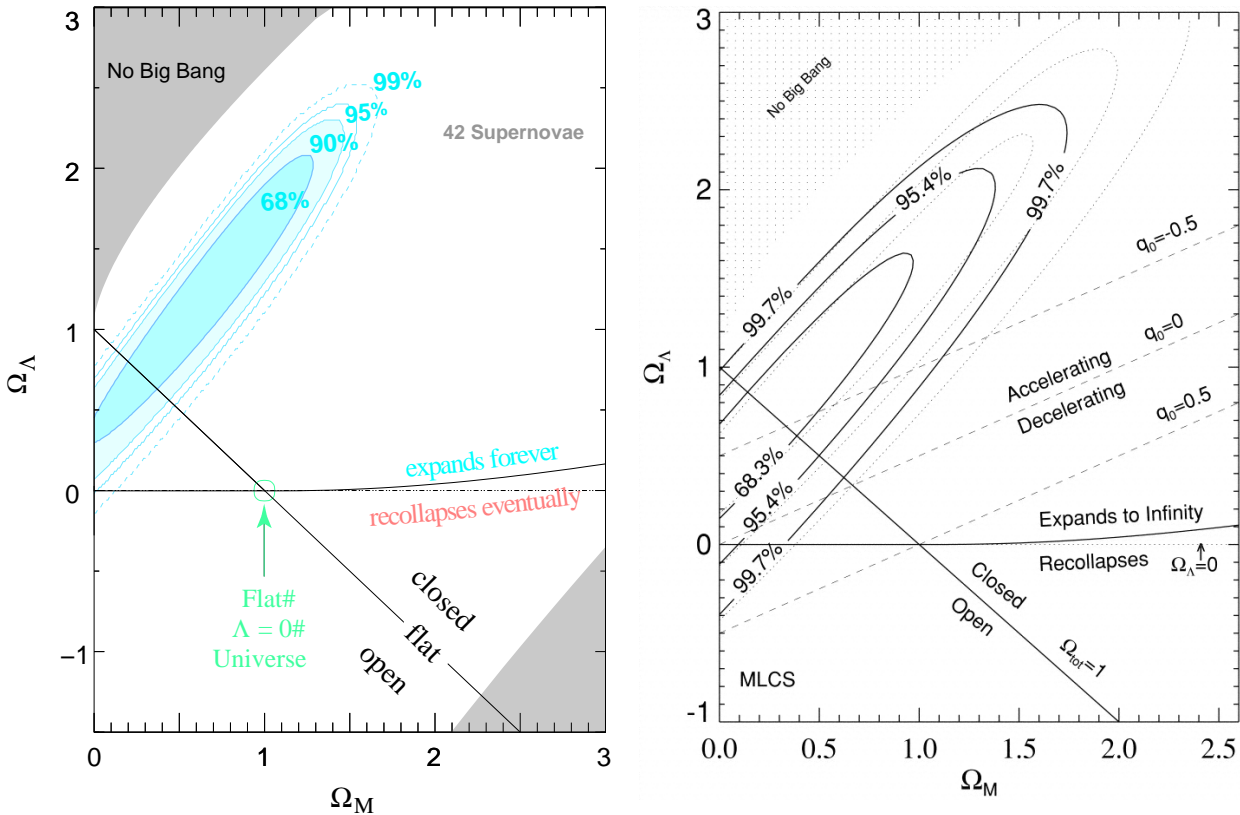 3
No Big Bang
99%
95%
90%
42 Supernovae
68%
2
1
ΩΛ
expands forever
0
recollapses eventually
Flat#
Λ = 0#
Universe
closed
flat
open
−1
0
1
2
3
ΩM
3
No Big Bang
95.4%
99.7%
2
q0=-0.5
99.7%
q0=0
ΩΛ
1
Accelerating
Decelerating
q0=0.5
68.3%
95.4%
99.7%
Expands to Infinity
0
Recollapses
ΩΛ=0
Closed
Open
Ωtot=1
MLCS
-1
0.0
0.5
1.0
1.5
2.0
2.5
ΩM